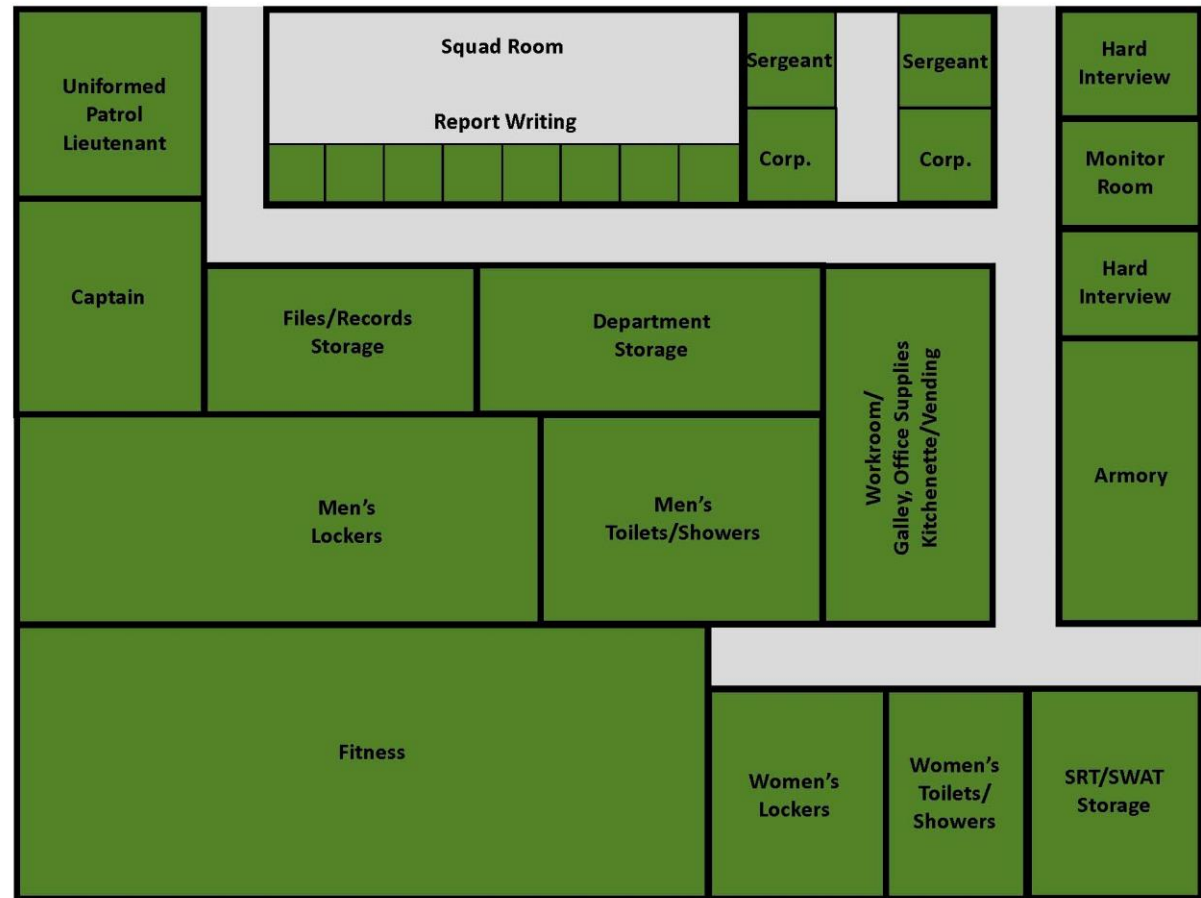 Uniformed
Patrol
Lieutenant
Squad Room
Report Writing
Sergeant
Corp.
Sergeant
Corp.
Hard
Interview
Monitor
Room
Hard
Interview
Captain
Files/Records
Storage
Department
Storage
Workroom/
Galley, Office Supplies
Kitchenette/Vending
Armory
Men’s
Lockers
Men’s
Toilets/Showers
Fitness
Women’s
Lockers
Women’s
Toilets/
Showers
SRT/SWAT
Storage